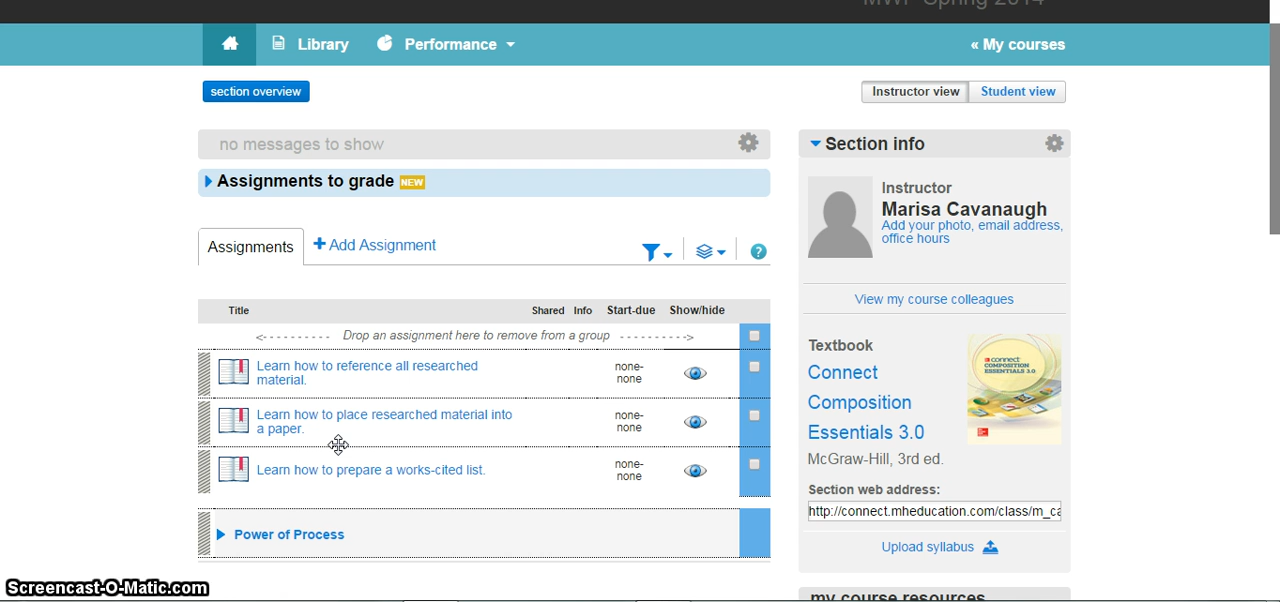 MWF Spring 2014
Library
Performance
« My courses
section overview
Instructor view
Student view
no messages to show
Assignments to grade NEW
Assignments
+ Add Assignment
?
Title
Shared
Info
Start-due
Show/hide
<- - - - - - - - - - Drop an assignment here to remove from a group - - - - - - - - - ->
Learn how to reference all researched
material.
none-
none
Learn how to place researched material into
a paper.
none-
none
Learn how to prepare a works-cited list.
none-
none
Power of Process
Section info
Instructor
Marisa Cavanaugh
Add your photo, email address,
office hours
View my course colleagues
Textbook
Connect
Composition
Essentials 3.0
connect
COMPOSITION
ESSENTIALS 3.0
McGraw-Hill, 3rd ed.
Section web address:
http://connect.mheducation.com/class/m_ca
Upload syllabus
my course resources
Screencast-O-Matic.com